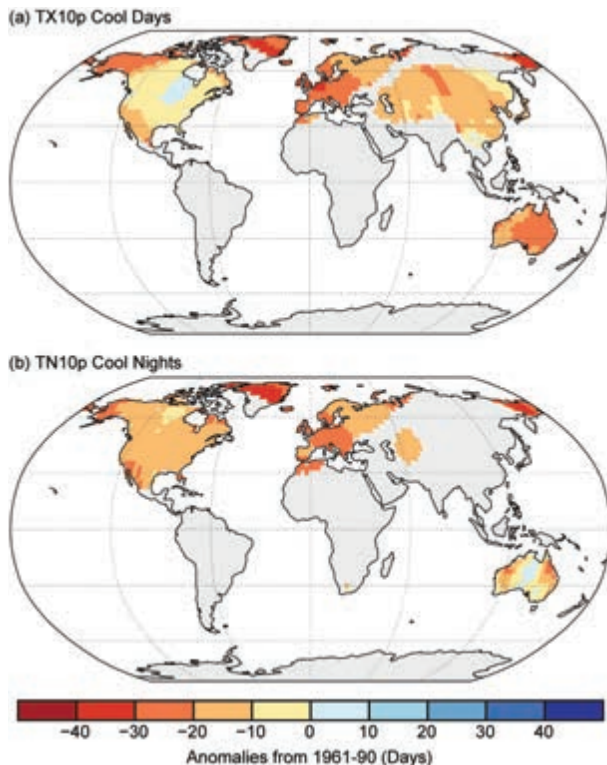 (a) TX10p Cool Days
(b) TN10p Cool Nights
−40 −30 −20 −10 0 10 20 30 40
Anomalies from 1961-90 (Days)